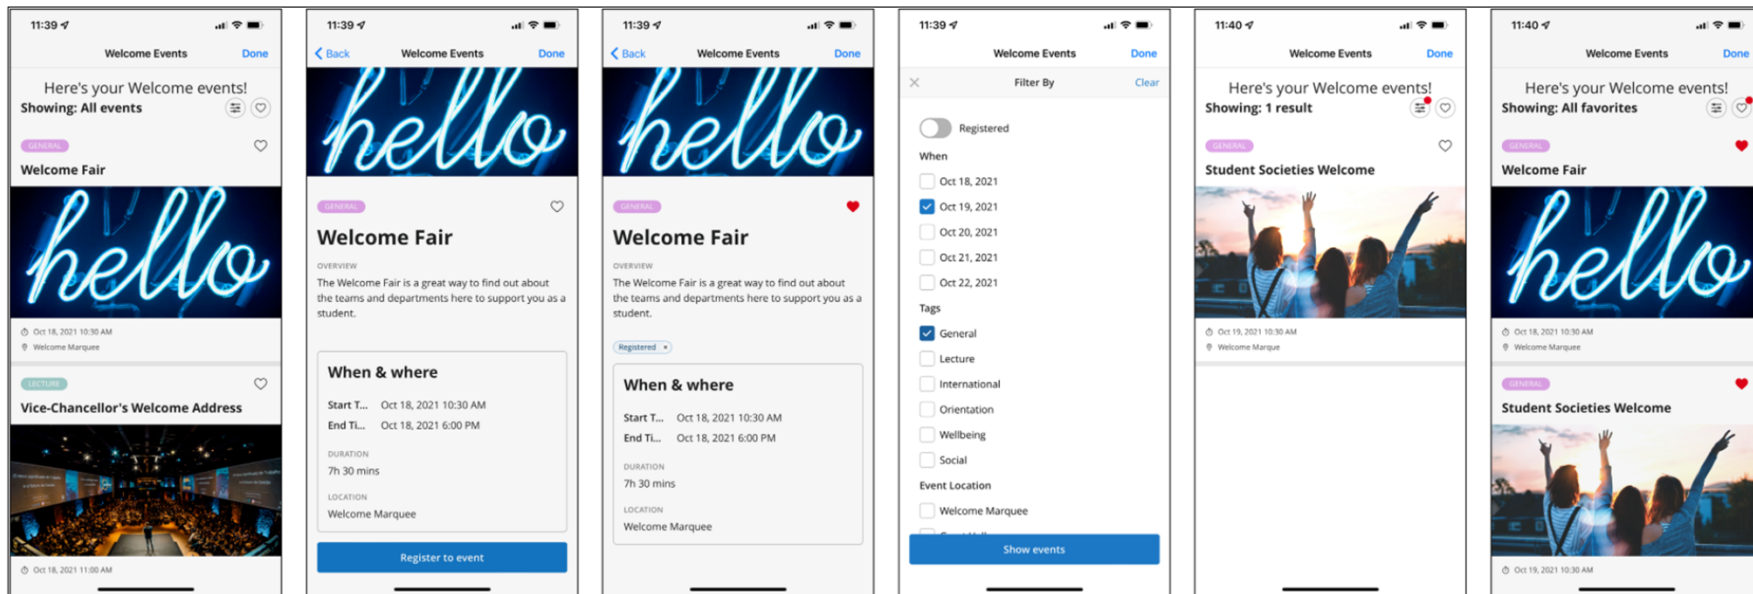 11:39
Welcome Events
Done
Here's your Welcome events!
Showing: All events
GENERAL
Welcome Fair
hello
Oct 18, 2021 10:30 AM
Welcome Marquee
LECTURE
Vice-Chancellor's Welcome Address
Oct 18, 2021 11:00 AM
11:39
Back
Welcome Events
Done
hello
GENERAL
Welcome Fair
OVERVIEW
The Welcome Fair is a great way to find out about
the teams and departments here to support you as a
student.
When & where
Start T... Oct 18, 2021 10:30 AM
End Ti... Oct 18, 2021 6:00 PM
DURATION
7h 30 mins
LOCATION
Welcome Marquee
Register to event
11:39
Back
Welcome Events
Done
hello
GENERAL
Welcome Fair
OVERVIEW
The Welcome Fair is a great way to find out about
the teams and departments here to support you as a
student.
Registered ×
When & where
Start T... Oct 18, 2021 10:30 AM
End Ti... Oct 18, 2021 6:00 PM
DURATION
7h 30 mins
LOCATION
Welcome Marquee
11:39
Welcome Events
Done
Filter By
Clear
Registered
When
Oct 18, 2021
Oct 19, 2021
Oct 20, 2021
Oct 21, 2021
Oct 22, 2021
Tags
General
Lecture
International
Orientation
Wellbeing
Social
Event Location
Welcome Marquee
Show events
11:40
Welcome Events
Done
Here's your Welcome events!
Showing: 1 result
GENERAL
Student Societies Welcome
Oct 19, 2021 10:30 AM
Welcome Marque
11:40
Welcome Events
Done
Here's your Welcome events!
Showing: All favorites
GENERAL
Welcome Fair
hello
Oct 18, 2021 10:30 AM
Welcome Marquee
GENERAL
Student Societies Welcome
Oct 19, 2021 10:30 AM